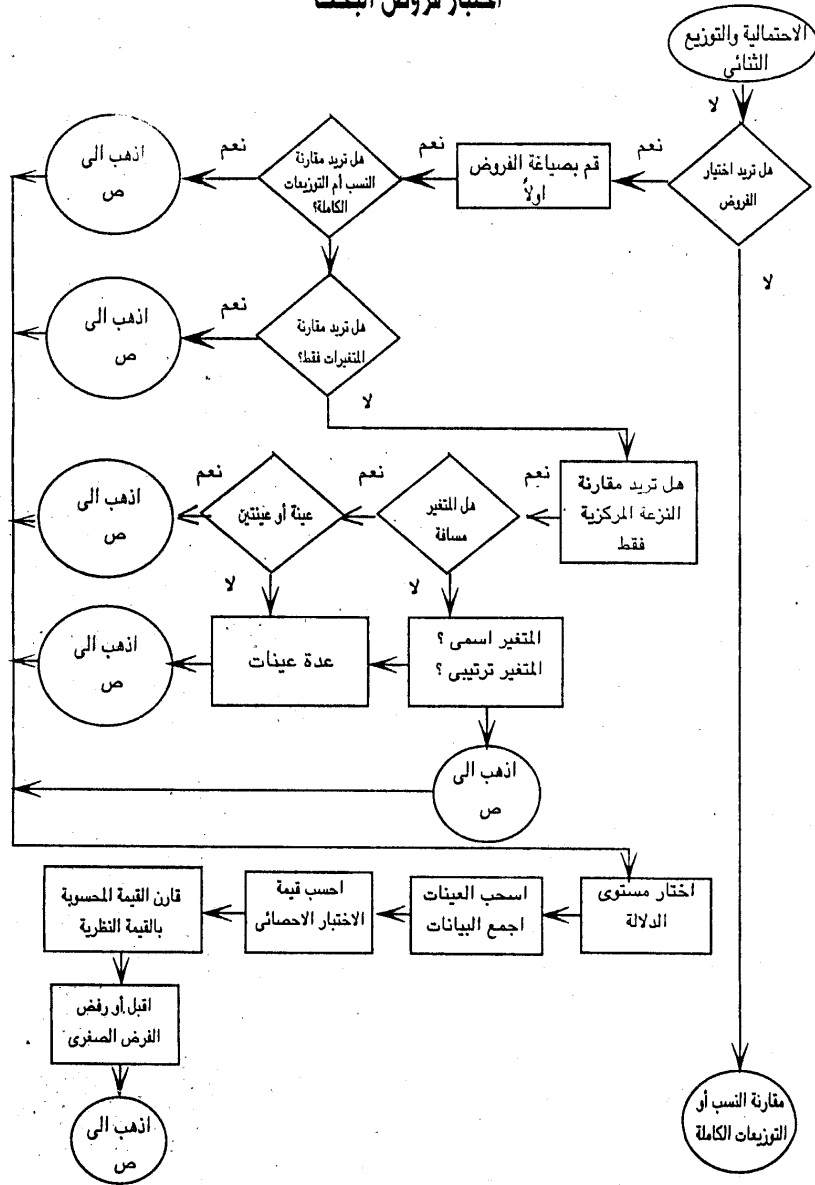 اختبار فروض البحث
الاحتمالية والتوزيع
الثنائى
لا
هل تريد اختيار
الفروض
نعم
قم بصياغة الفروض
اولاً
نعم
هل تريد مقارنة
النسب أم التوزيعات
الكاملة؟
نعم
اذهب الى
ص
لا
هل تريد مقارنة
المتغيرات فقط؟
نعم
اذهب الى
ص
لا
هل تريد مقارنة
النزعة المركزية
فقط
نعم
هل المتغير
مسافة
نعم
عينة أو عينتين
نعم
اذهب الى
ص
لا
لا
المتغير اسمى ؟
المتغير ترتيبى ؟
عدة عينات
اذهب الى
ص
اذهب الى
ص
اختار مستوى
الدلالة
اسحب العينات
اجمع البيانات
احسب قيمة
الاختبار الاحصائى
قارن القيمة المحسوبة
بالقيمة النظرية
اقبل أو رفض
الفرض الصفرى
اذهب الى
ص
مقارنة النسب أو
التوزيعات الكاملة